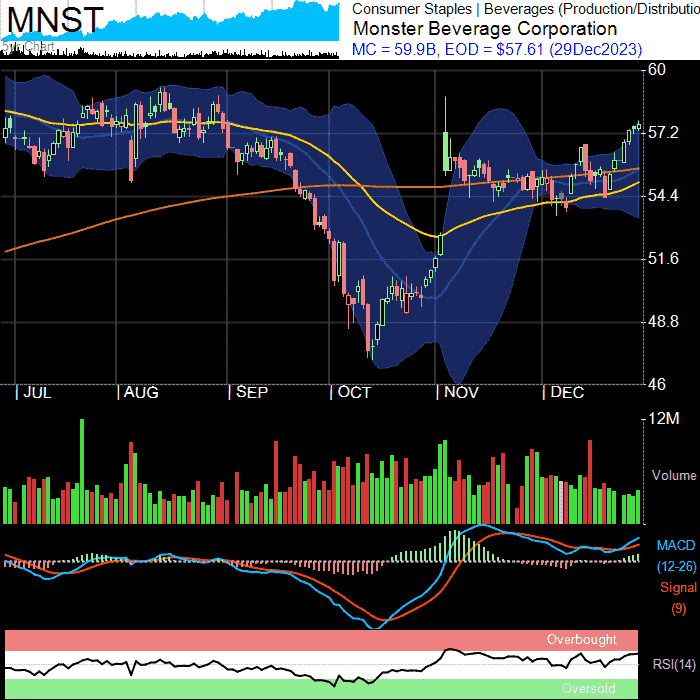 MNST
Consumer Staples | Beverages (Production/Distributio
Monster Beverage Corporation
MC = 59.9B, EOD = $57.61 (29Dec2023)
60
57.2
54.4
51.6
48.8
46
JUL AUG SEP OCT NOV DEC
12M
Volume
MACD
(12-26)
Signal
(9)
Overbought
RSI(14)
Oversold